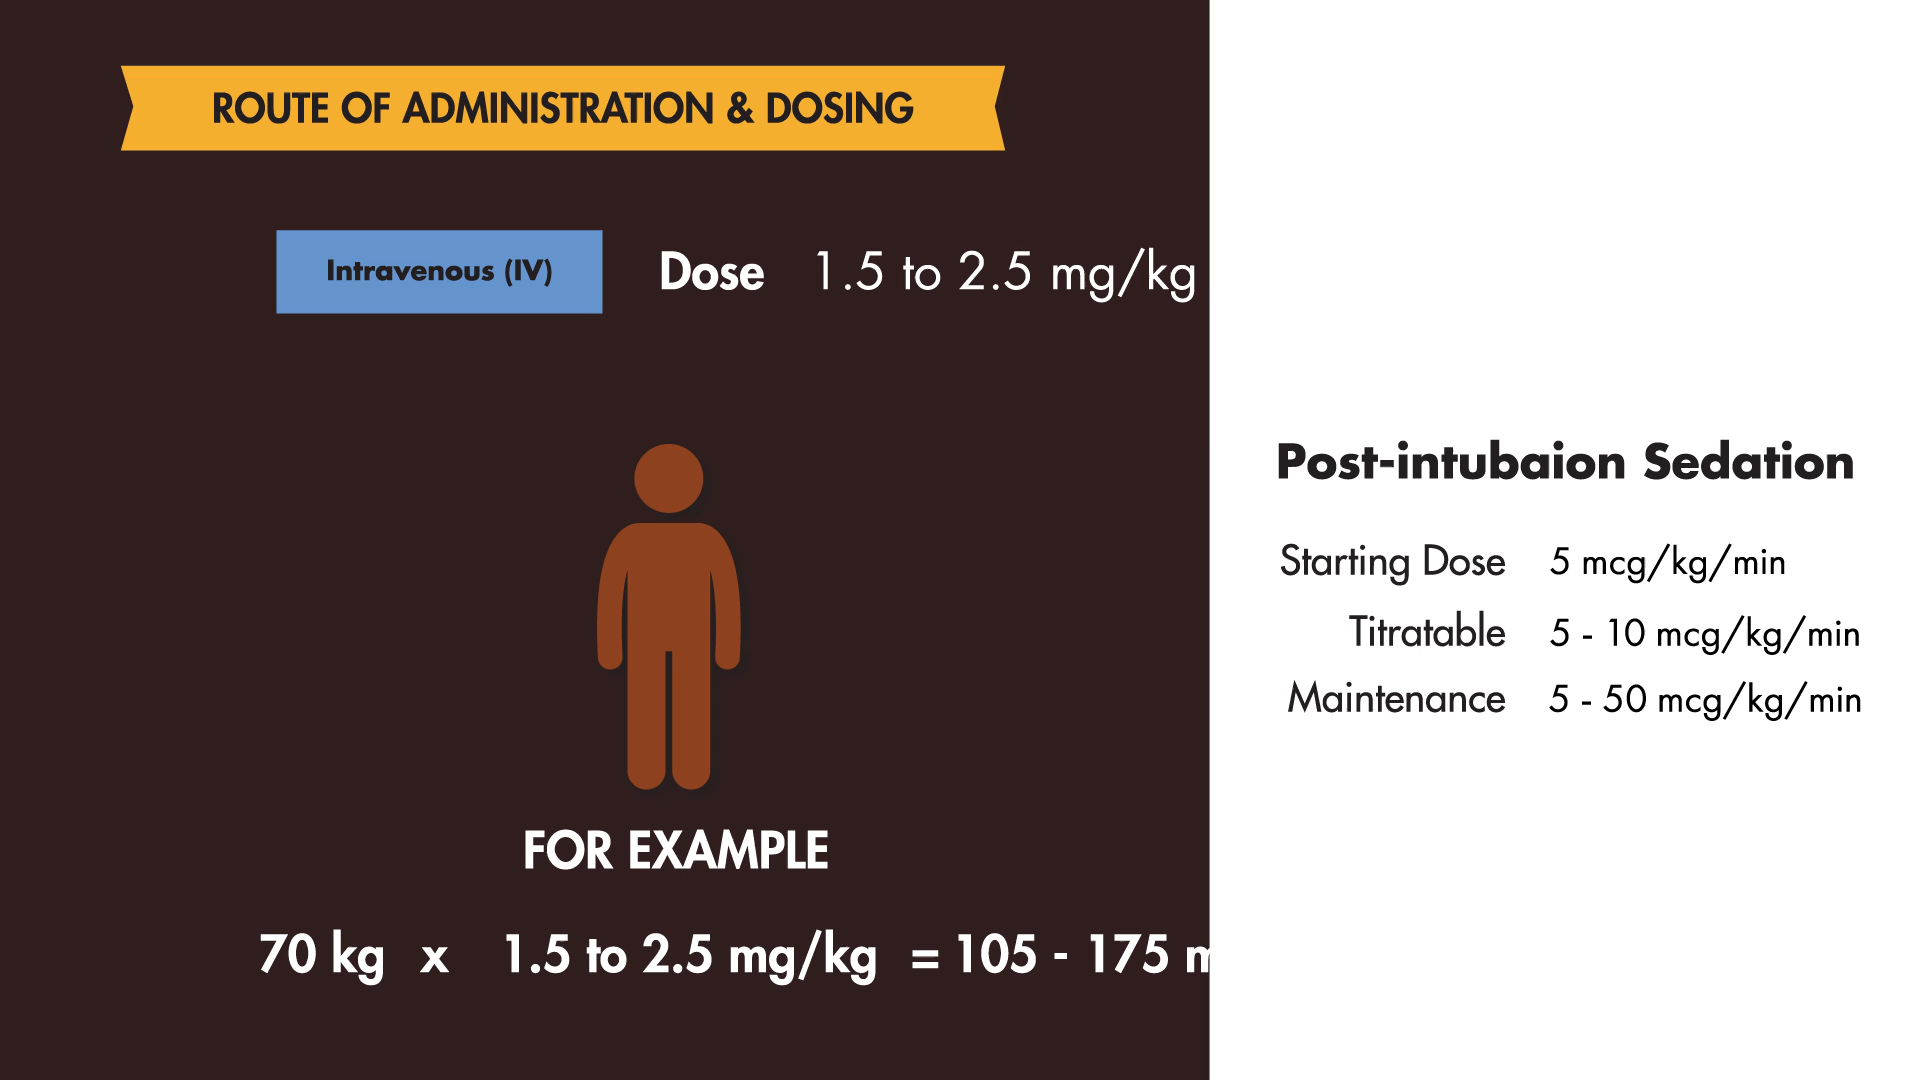 ROUTE OF ADMINISTRATION & DOSING
Intravenous (IV) Dose 1.5 to 2.5 mg/kg
FOR EXAMPLE
70 kg x 1.5 to 2.5 mg/kg = 105 - 175 m
Post-intubaion Sedation
Starting Dose 5 mcg/kg/min
Titratable 5 - 10 mcg/kg/min
Maintenance 5 - 50 mcg/kg/min